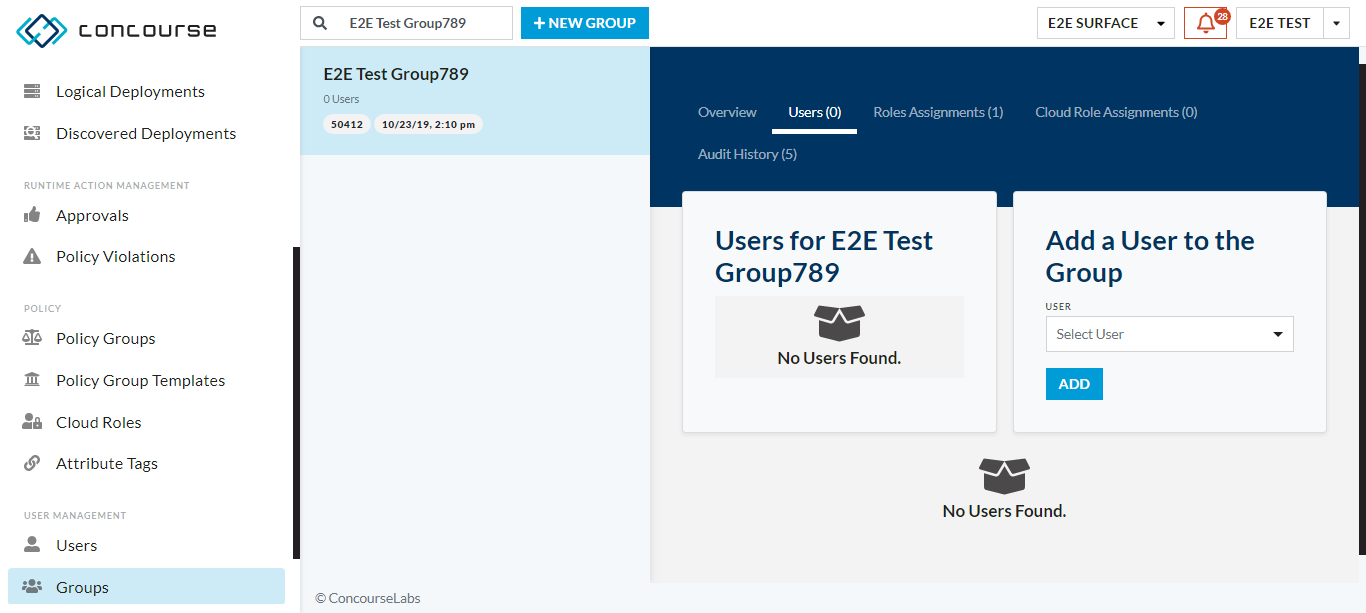 concourse
E2E Test Group789
+ NEW GROUP
E2E SURFACE
28
E2E TEST
Logical Deployments
Discovered Deployments
RUNTIME ACTION MANAGEMENT
Approvals
Policy Violations
POLICY
Policy Groups
Policy Group Templates
Cloud Roles
Attribute Tags
USER MANAGEMENT
Users
Groups
E2E Test Group789
0 Users
50412 10/23/19, 2:10 pm
Overview
Users (0)
Roles Assignments (1)
Cloud Role Assignments (0)
Audit History (5)
Users for E2E Test
Group789
No Users Found.
Add a User to the
Group
USER
Select User
ADD
No Users Found.
© ConcourseLabs